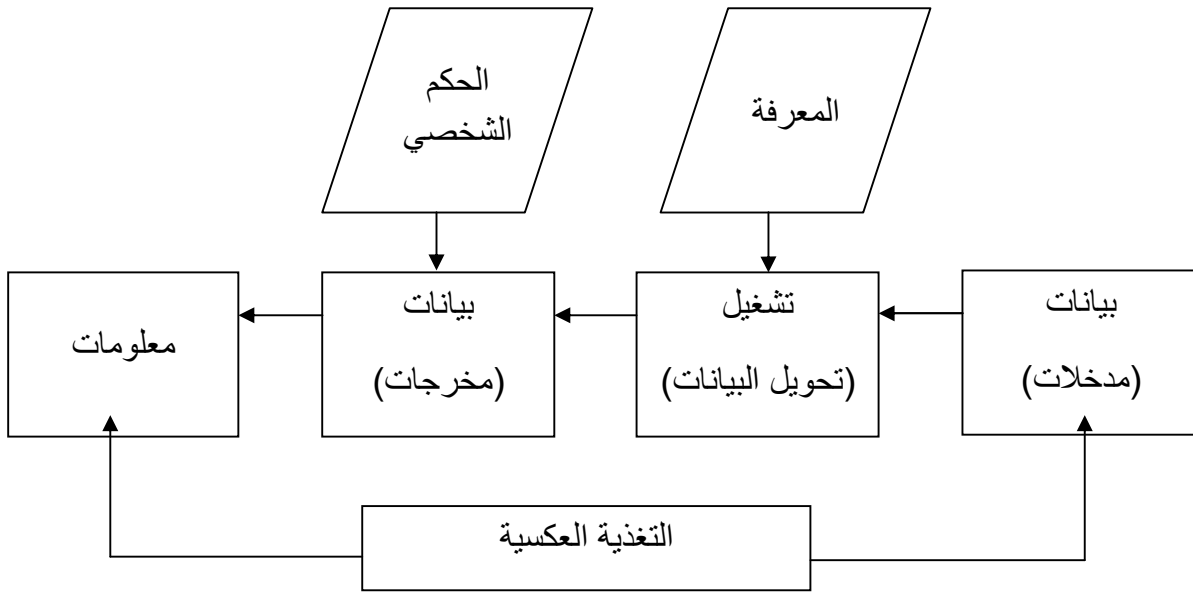 المعرفة
الحكم
الشخصي
بيانات
(مدخلات)
تشغيل
(تحويل البيانات)
بيانات
(مخرجات)
معلومات
التغذية العكسية